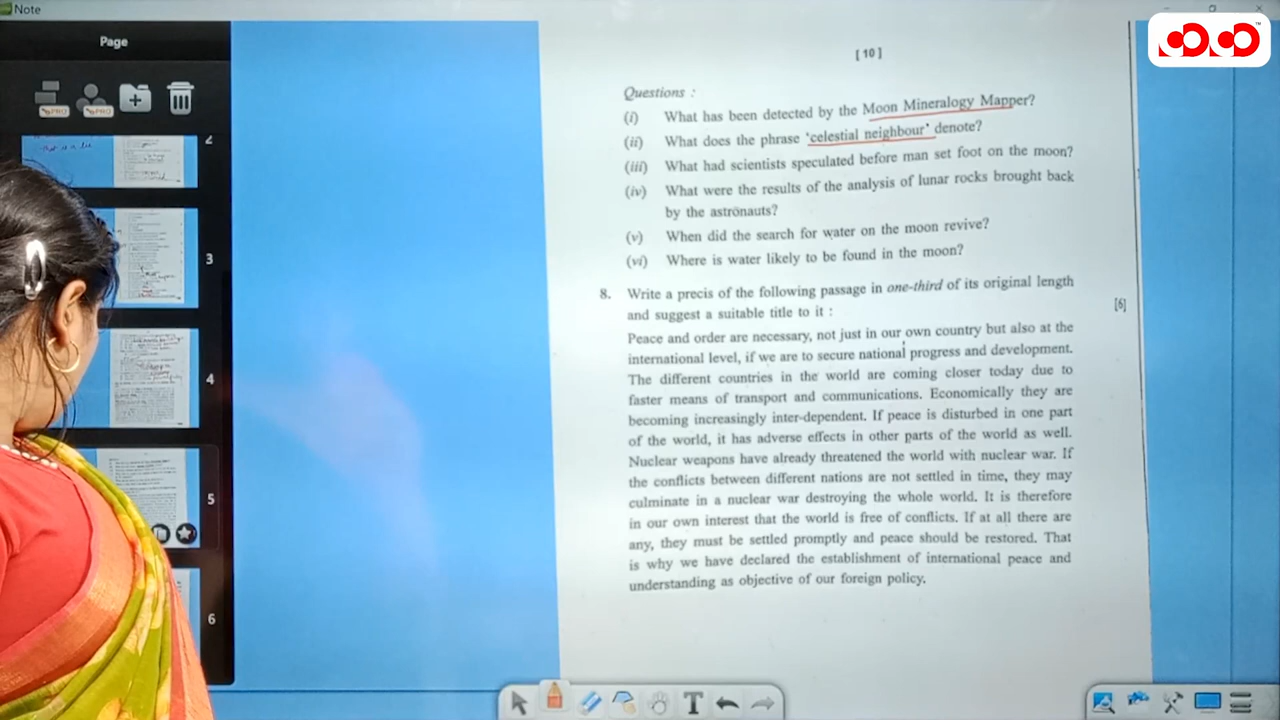 Note
Page
2
3
4
5
6
[ 10 ]
Questions :
(i) What has been detected by the Moon Mineralogy Mapper?
(ii) What does the phrase 'celestial neighbour' denote?
(iii) What had scientists speculated before man set foot on the moon?
(iv) What were the results of the analysis of lunar rocks brought back
by the astronauts?
(v) When did the search for water on the moon revive?
(vi) Where is water likely to be found in the moon?
8. Write a precis of the following passage in one-third of its original length
and suggest a suitable title to it : [6]
Peace and order are necessary, not just in our own country but also at the
international level, if we are to secure national progress and development.
The different countries in the world are coming closer today due to
faster means of transport and communications. Economically they are
becoming increasingly inter-dependent. If peace is disturbed in one part
of the world, it has adverse effects in other parts of the world as well.
Nuclear weapons have already threatened the world with nuclear war. If
the conflicts between different nations are not settled in time, they may
culminate in a nuclear war destroying the whole world. It is therefore
in our own interest that the world is free of conflicts. If at all there are
any, they must be settled promptly and peace should be restored. That
is why we have declared the establishment of international peace and
understanding as objective of our foreign policy.